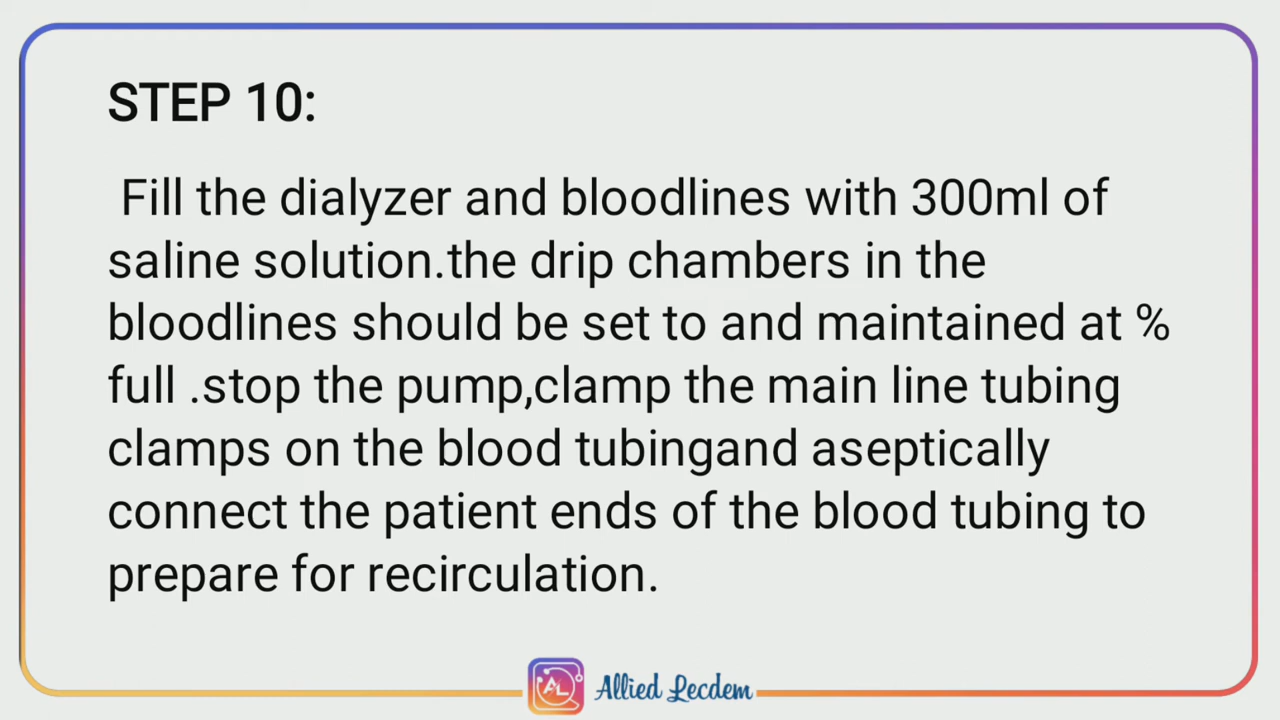 STEP 10:
Fill the dialyzer and bloodlines with 300ml of
saline solution.the drip chambers in the
bloodlines should be set to and maintained at %
full .stop the pump,clamp the main line tubing
clamps on the blood tubingand aseptically
connect the patient ends of the blood tubing to
prepare for recirculation.
AL Allied Lecdem